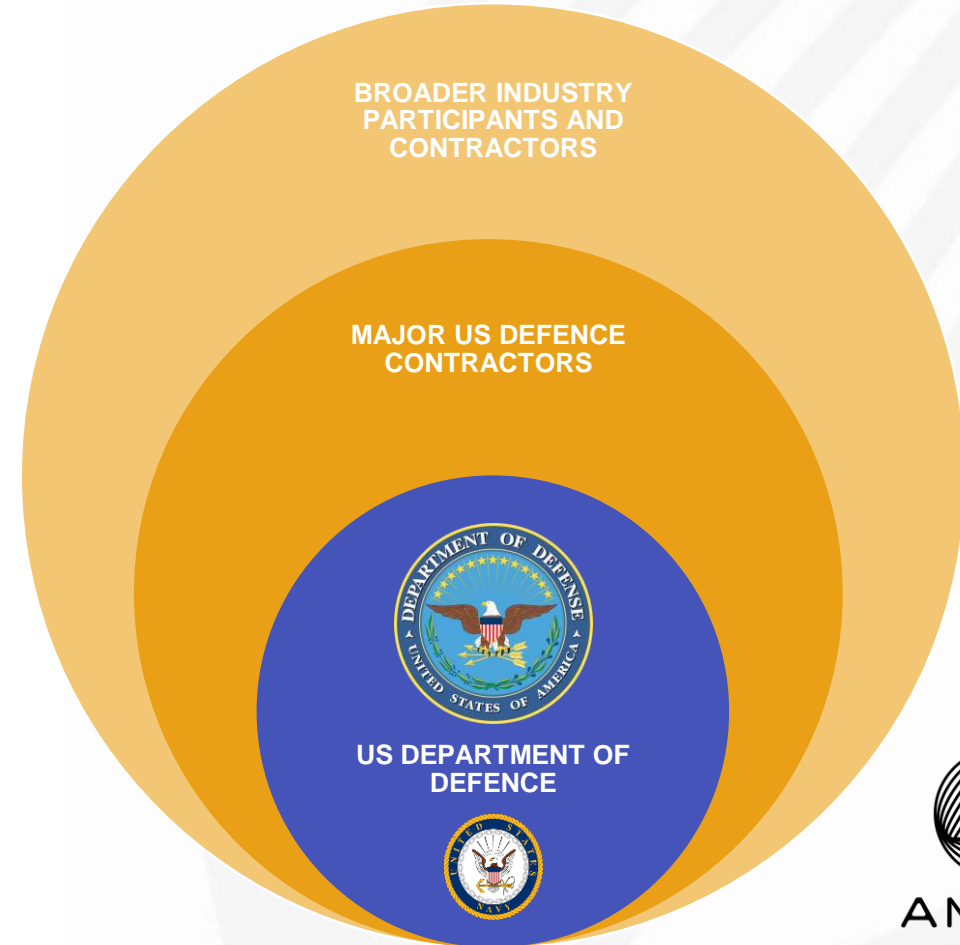 BROADER INDUSTRY
PARTICIPANTS AND
CONTRACTORS
MAJOR US DEFENCE
CONTRACTORS
DEPARTMENT OF DEFENSE
UNITED STATES OF AMERICA
US DEPARTMENT OF
DEFENCE
UNITED STATES
NAVY